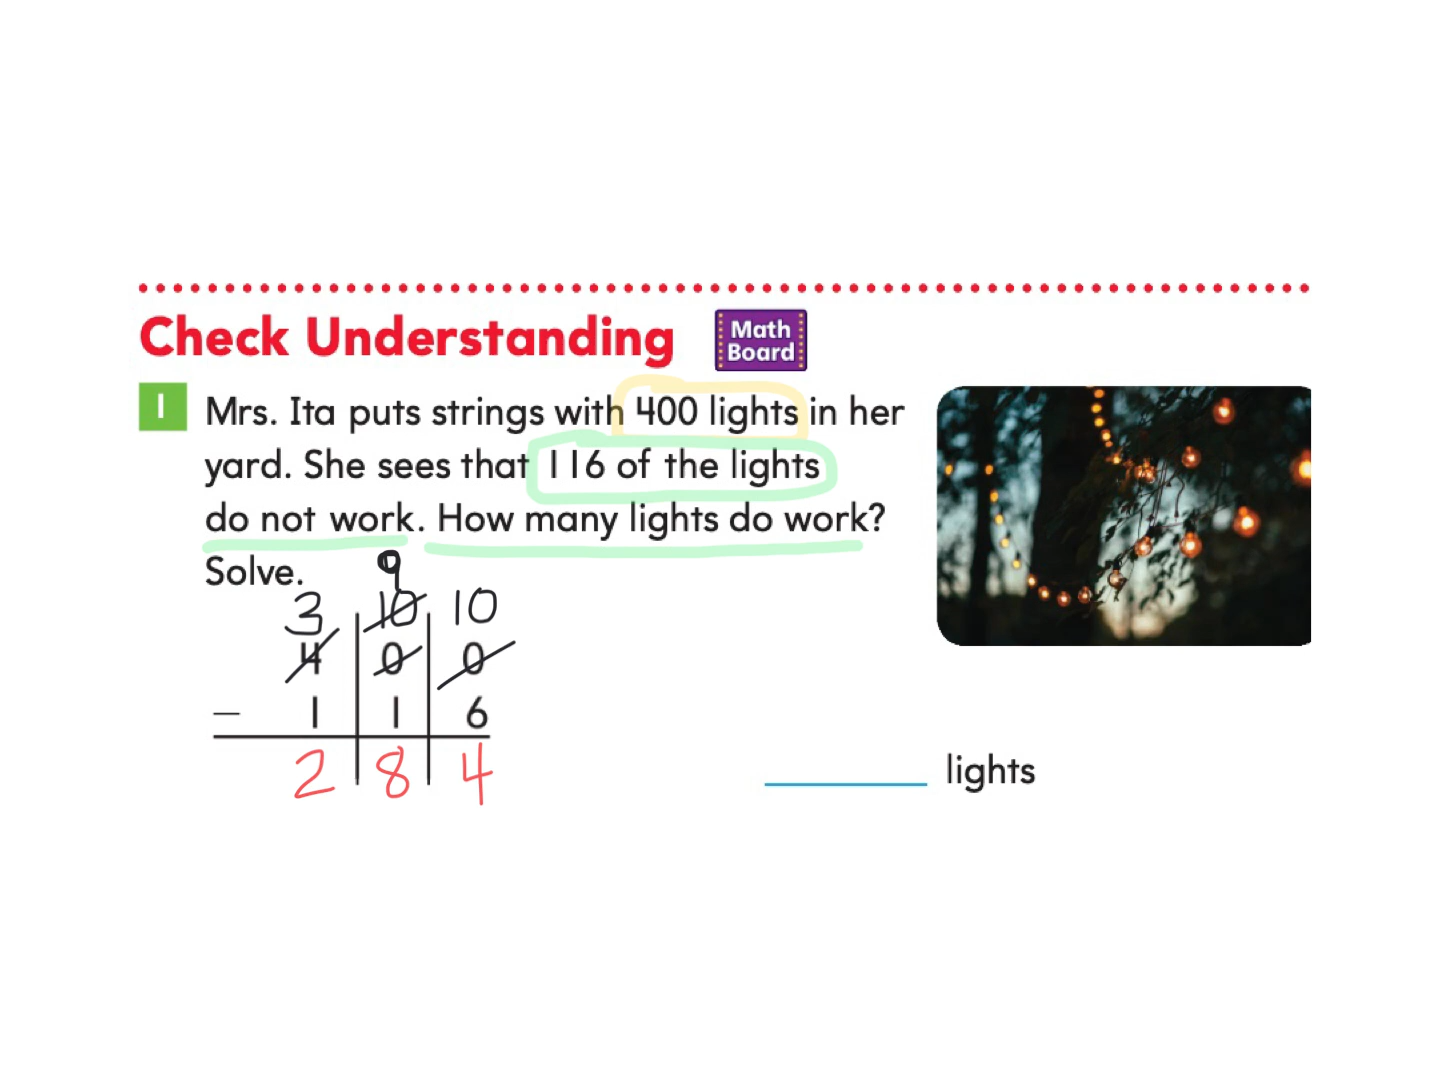 Check Understanding
Math
Board
1 Mrs. Ita puts strings with 400 lights in her
yard. She sees that 116 of the lights
do not work. How many lights do work?
Solve.
9
3 10 10
4 0 0
− 1 1 6
2 8 4
lights